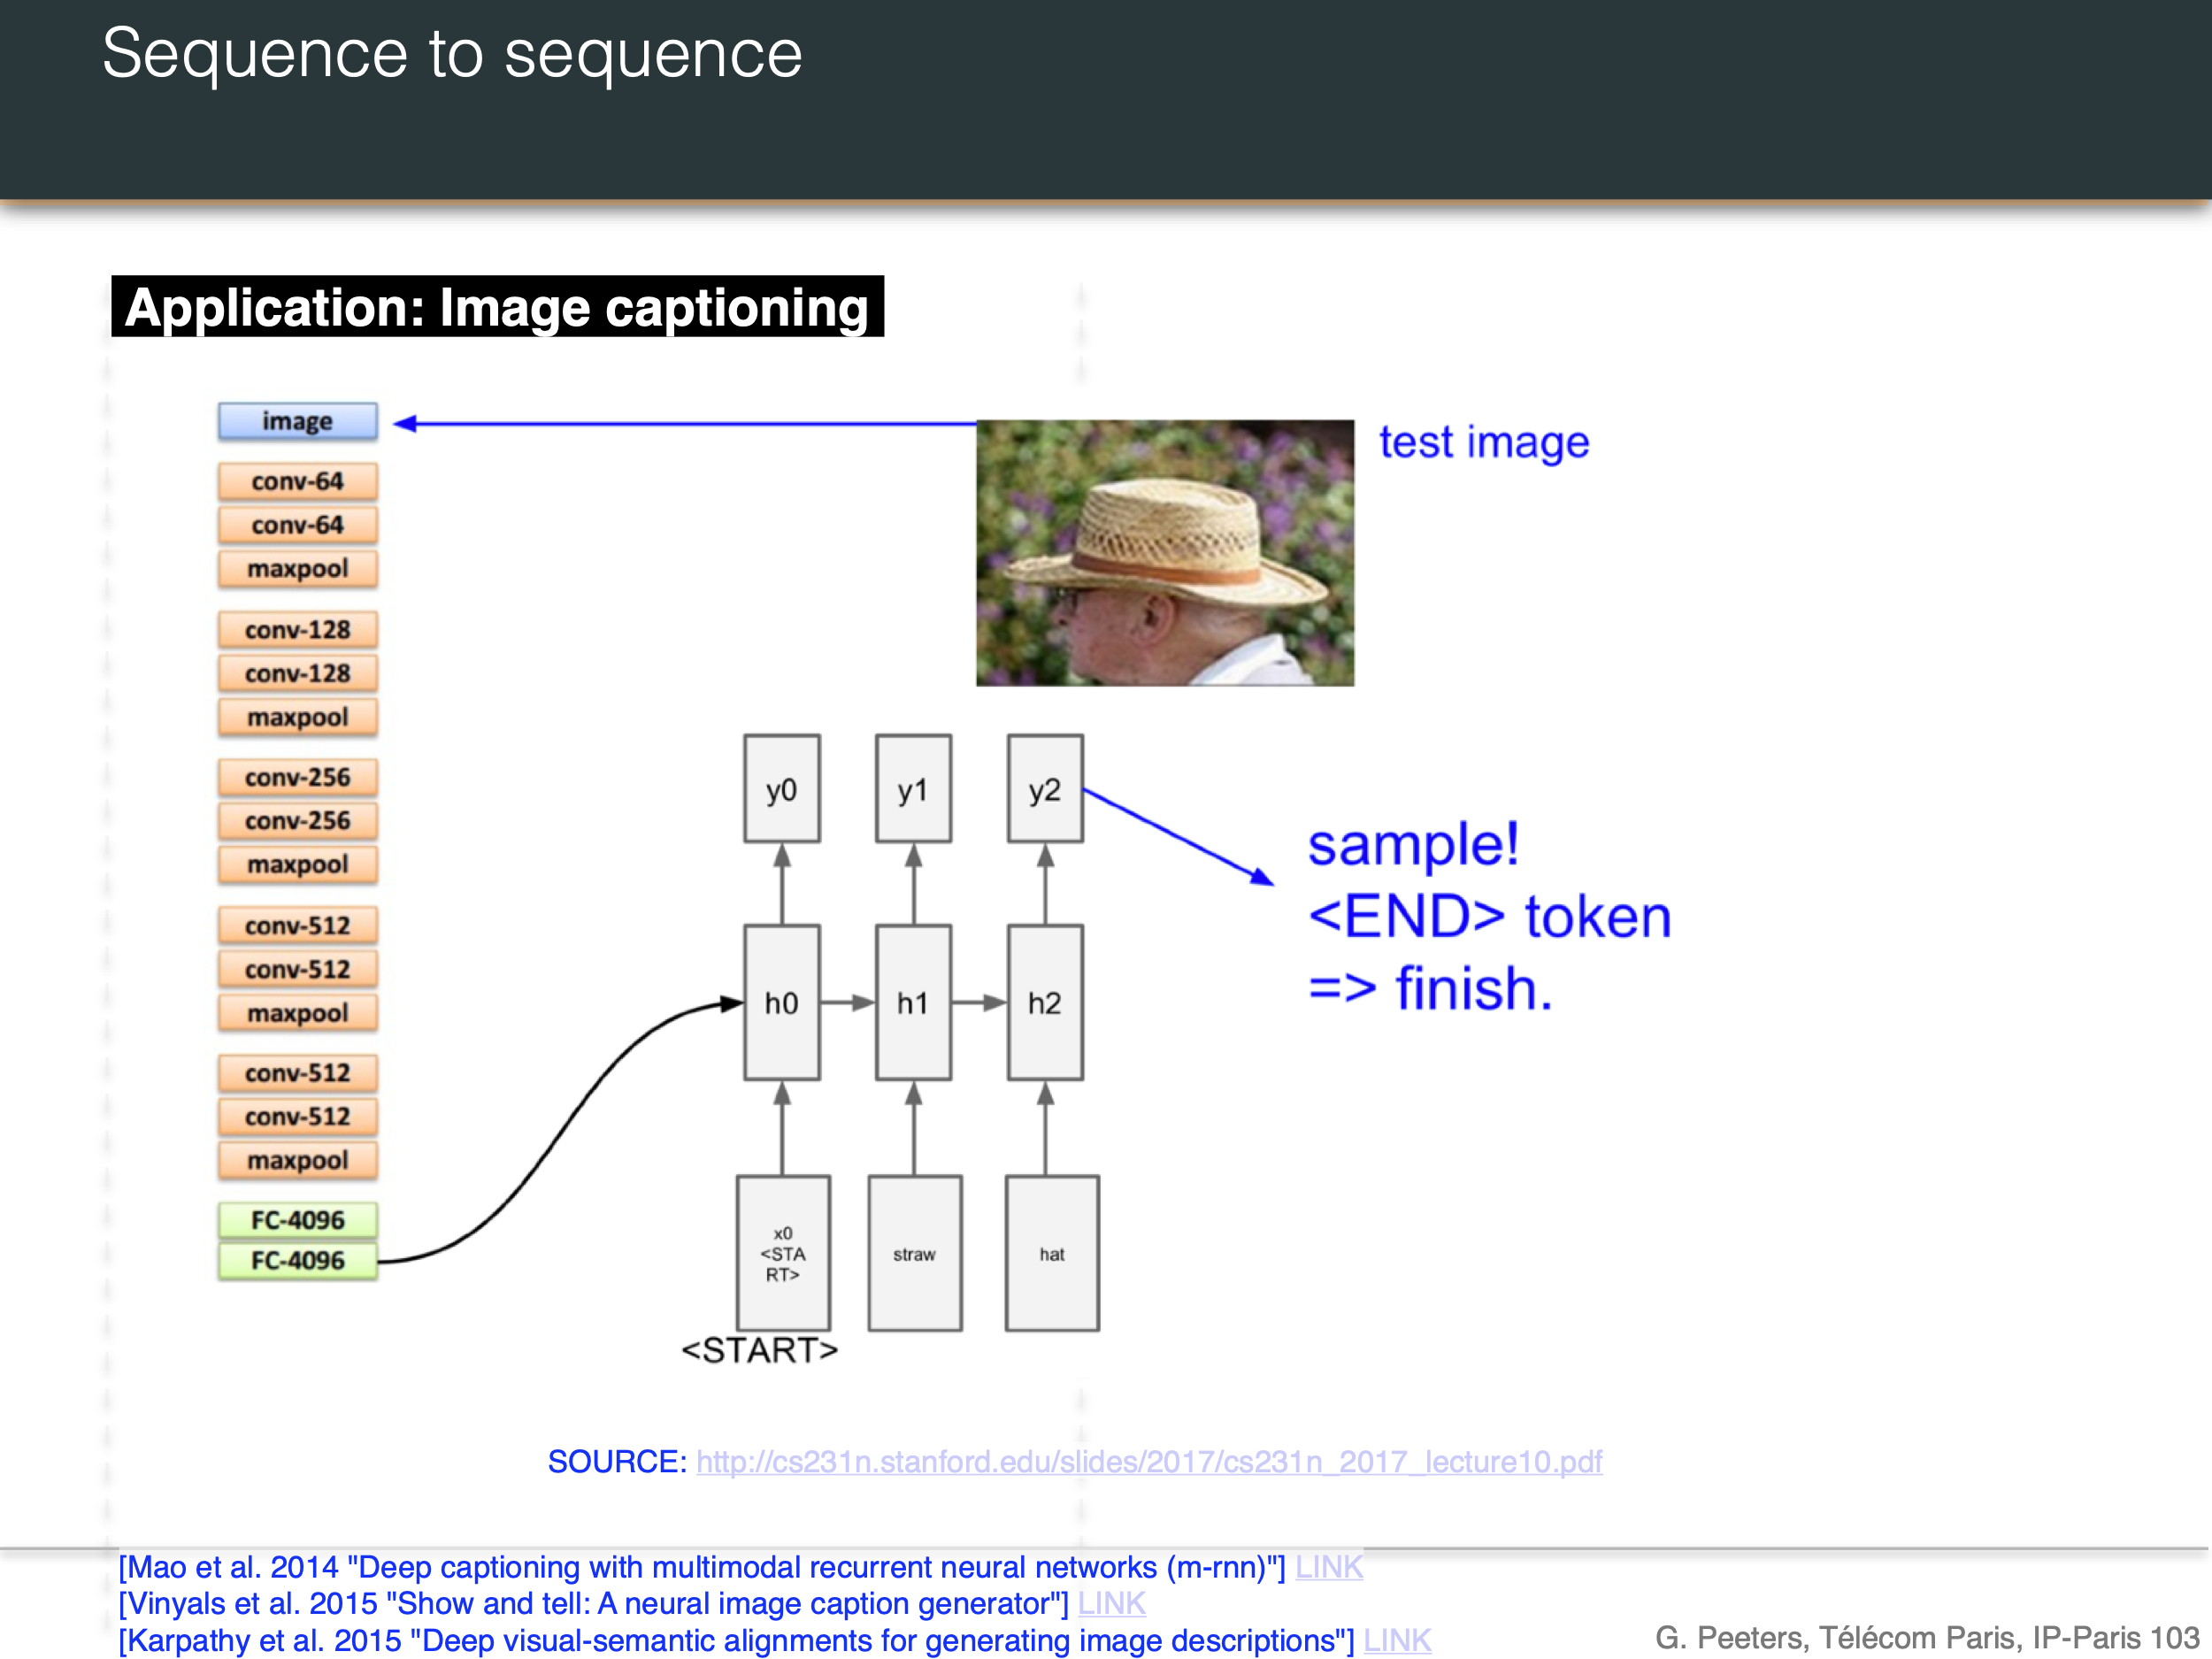 Sequence to sequence
Application: Image captioning
image
test image
conv-64
conv-64
maxpool
conv-128
conv-128
maxpool
conv-256
conv-256
maxpool
conv-512
conv-512
maxpool
conv-512
conv-512
maxpool
FC-4096
FC-4096
y0
y1
y2
sample!
<END> token
=> finish.
h0
h1
h2
x0
<STA
RT>
straw
hat
<START>
SOURCE: http://cs231n.stanford.edu/slides/2017/cs231n_2017_lecture10.pdf
[Mao et al. 2014 "Deep captioning with multimodal recurrent neural networks (m-rnn)"] LINK
[Vinyals et al. 2015 "Show and tell: A neural image caption generator"] LINK
[Karpathy et al. 2015 "Deep visual-semantic alignments for generating image descriptions"] LINK
G. Peeters, Télécom Paris, IP-Paris 103